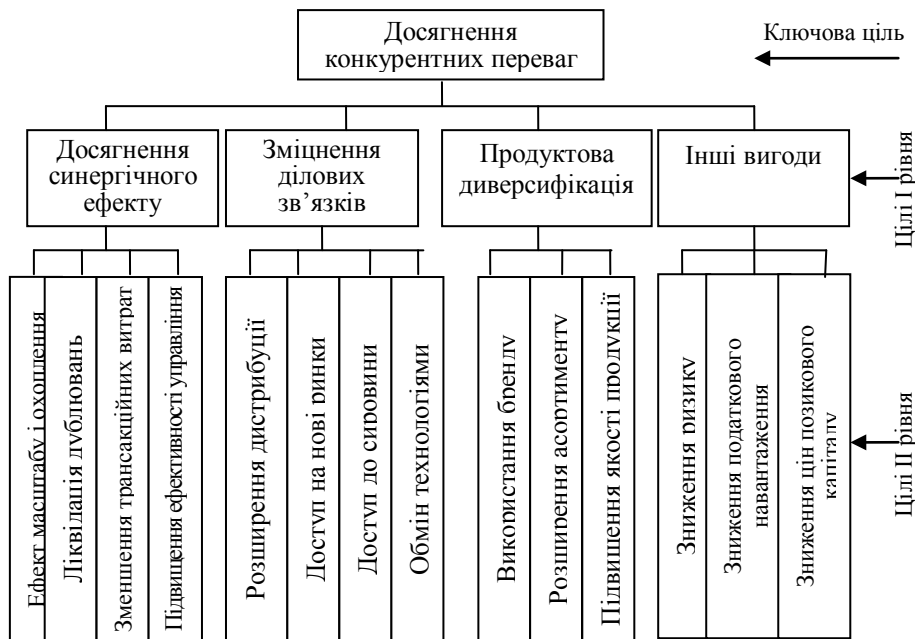 Досягнення
конкурентних переваг
Ключова ціль
Досягнення
синергічного
ефекту
Зміцнення
ділових
зв’язків
Продуктова
диверсифікація
Інші вигоди
Цілі І рівня
Ефект масштабу і охоплення
Ліквідація дублювань
Зменшення трансакційних витрат
Підвищення ефективності управління
Розширення дистрибуції
Доступ на нові ринки
Доступ до сировини
Обмін технологіями
Використання бренду
Розширення асортименту
Підвищення якості продукції
Зниження ризику
Зниження податкового
навантаження
Зниження цін позикового
капіталу
Цілі ІІ рівня